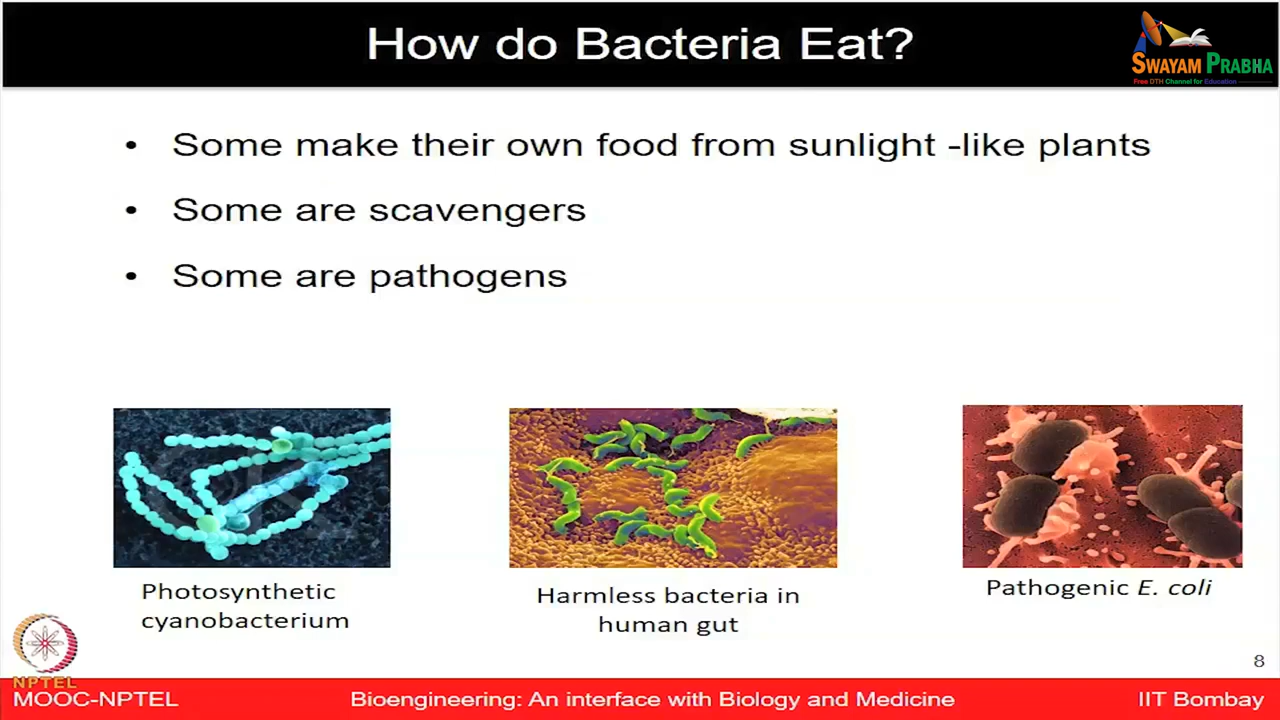 How do Bacteria Eat?
SWAYAM PRABHA
Free DTH Channel for Education
• Some make their own food from sunlight -like plants
• Some are scavengers
• Some are pathogens
Photosynthetic
cyanobacterium
Harmless bacteria in
human gut
Pathogenic E. coli
8
NPTEL
MOOC-NPTEL
Bioengineering: An interface with Biology and Medicine
IIT Bombay